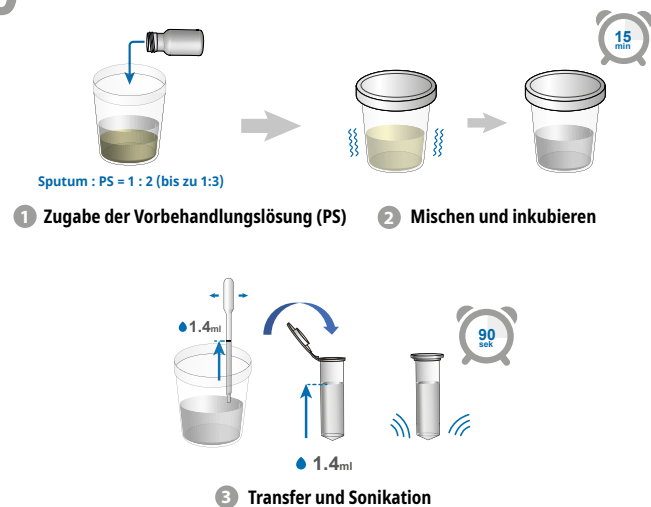 15
min
Sputum : PS = 1 : 2 (bis zu 1:3)
1 Zugabe der Vorbehandlungslösung (PS)
2 Mischen und inkubieren
1.4ml
90
sek
1.4ml
3 Transfer und Sonikation